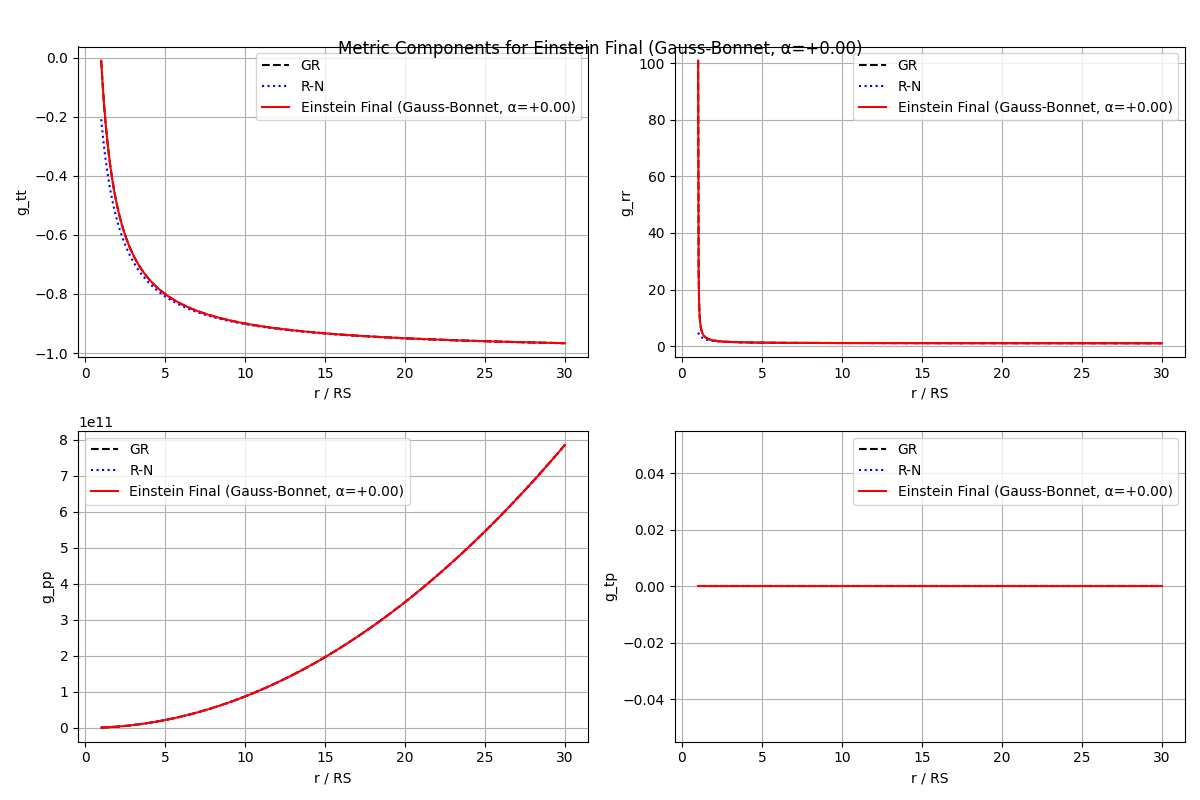 Metric Components for Einstein Final (Gauss-Bonnet, α=+0.00)
0.0
−0.2
−0.4
−0.6
−0.8
−1.0
g_tt
GR
R-N
Einstein Final (Gauss-Bonnet, α=+0.00)
0 5 10 15 20 25 30
r / RS
100
80
60
40
20
0
g_rr
GR
R-N
Einstein Final (Gauss-Bonnet, α=+0.00)
0 5 10 15 20 25 30
r / RS
1e11
8
7
6
5
4
3
2
1
0
g_pp
GR
R-N
Einstein Final (Gauss-Bonnet, α=+0.00)
0 5 10 15 20 25 30
r / RS
0.04
0.02
0.00
−0.02
−0.04
g_tp
GR
R-N
Einstein Final (Gauss-Bonnet, α=+0.00)
0 5 10 15 20 25 30
r / RS